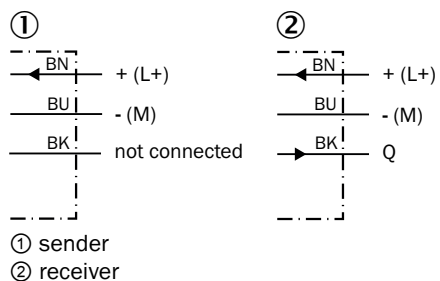 ① ②
BN + (L+) BN + (L+)
BU - (M) BU - (M)
BK not connected BK Q
① sender
② receiver